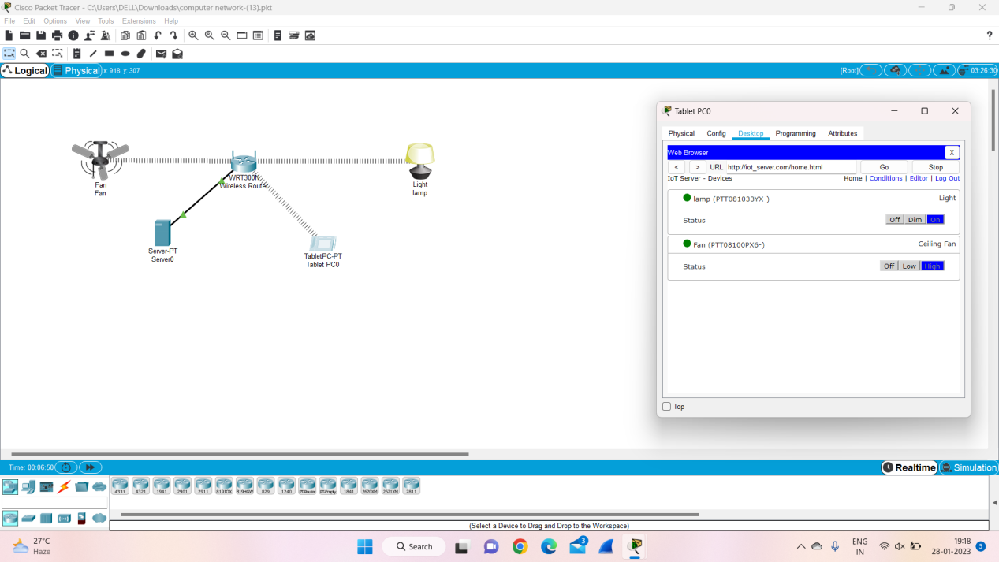 Cisco Packet Tracer - C:\Users\DELL\Downloads\computer network-(13).pkt
File Edit Options View Tools Extensions Help
Logical Physical x: 918, y: 307 [Root] 03:26:30
Fan
Fan
WRT300N
Wireless Router
Light
lamp
Server-PT
Server0
TabletPC-PT
Tablet PC0
Tablet PC0
Physical Config Desktop Programming Attributes
Web Browser X
< > URL http://iot_server.com/home.html Go Stop
IoT Server - Devices Home | Conditions | Editor | Log Out
lamp (PTT081033YX-) Light
Status Off Dim On
Fan (PTT08100PX6-) Ceiling Fan
Status Off Low High
Top
Time: 00:06:50 Realtime Simulation
4331 4321 1941 2901 2911 819IOX 819HGW 829 1240 PT-Router PT-Empty 1841 2620XM 2621XM 2811
(Select a Device to Drag and Drop to the Workspace)
27°C
Haze
Search
3
ENG
IN
19:18
28-01-2023
5